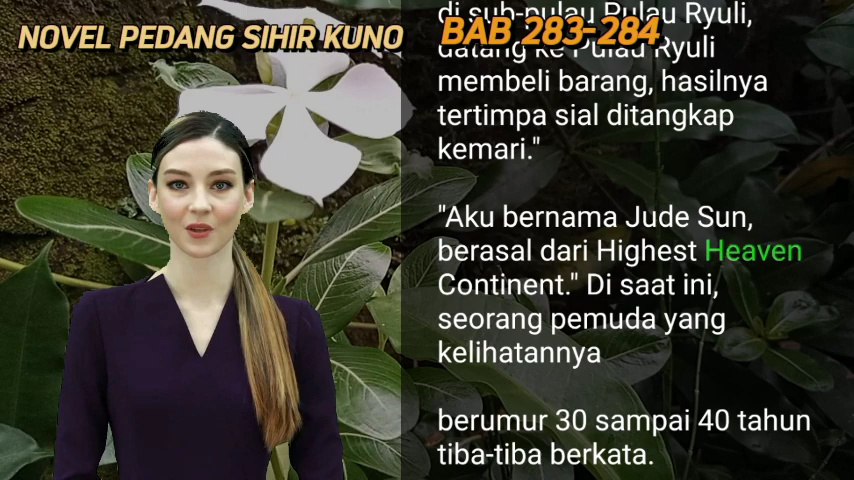 NOVEL PEDANG SIHIR KUNO
BAB 283-284
di sub-pulau Pulau Ryuli,
datang ke Pulau Ryuli
membeli barang, hasilnya
tertimpa sial ditangkap
kemari."
"Aku bernama Jude Sun,
berasal dari Highest Heaven
Continent." Di saat ini,
seorang pemuda yang
kelihatannya
berumur 30 sampai 40 tahun
tiba-tiba berkata.